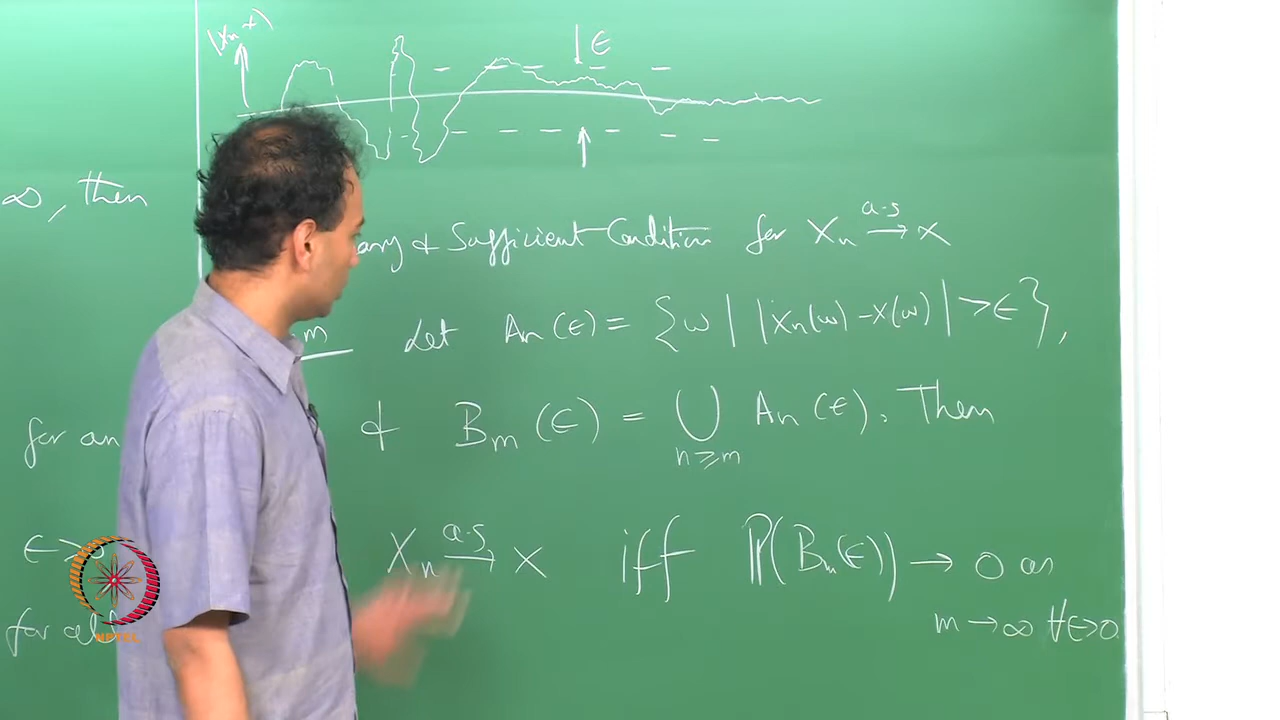 |Xn-x|
| ϵ
∞, then
& Sufficient Condition for Xn a.s→ X
Let An(ϵ) = {ω | |Xn(ω) - X(ω)| > ϵ},
for an
& Bm(ϵ) = ⋃ n≥m An(ϵ). Then
ϵ>0
Xn a.s→ X iff ℙ(Bm(ϵ)) → 0 as
m → ∞ ∀ϵ>0
for all
NPTEL